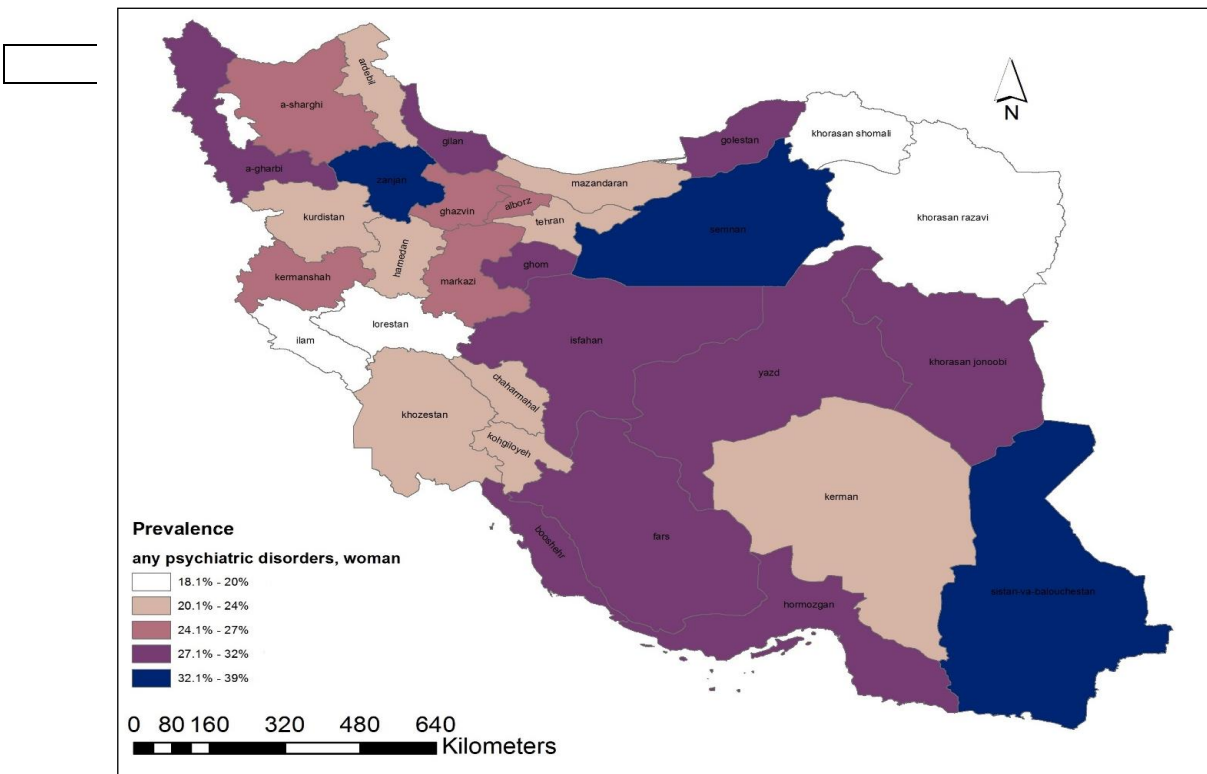 ardebil
a-sharghi
N
khorasan shomali
gilan
golestan
a-gharbi
zanjan
mazandaran
alborz
ghazvin
kurdistan
tehran
khorasan razavi
semnan
hamedan
ghom
kermanshah
markazi
lorestan
ilam
isfahan
khorasan jonoobi
yazd
chaharmahal
khozestan
kohgiloyeh
kerman
booshehr
fars
sistan-va-balouchestan
hormozgan
Prevalence
any psychiatric disorders, woman
18.1% - 20%
20.1% - 24%
24.1% - 27%
27.1% - 32%
32.1% - 39%
0 80 160 320 480 640
Kilometers